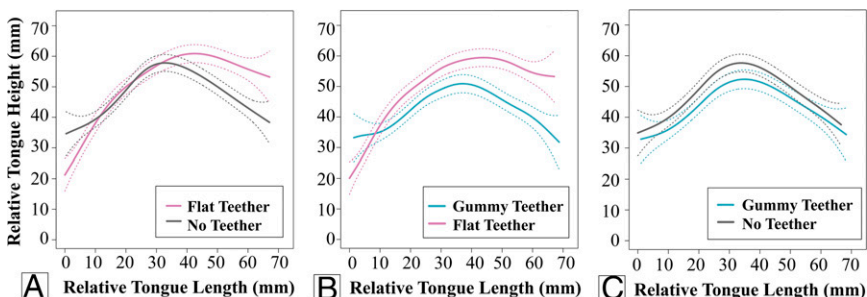 Relative Tongue Height (mm)
70
60
50
40
30
20
10
0
Flat Teether
No Teether
0 10 20 30 40 50 60 70
A Relative Tongue Length (mm)
70
60
50
40
30
20
10
0
Gummy Teether
Flat Teether
0 10 20 30 40 50 60 70
B Relative Tongue Length (mm)
70
60
50
40
30
20
10
0
Gummy Teether
No Teether
0 10 20 30 40 50 60 70
C Relative Tongue Length (mm)